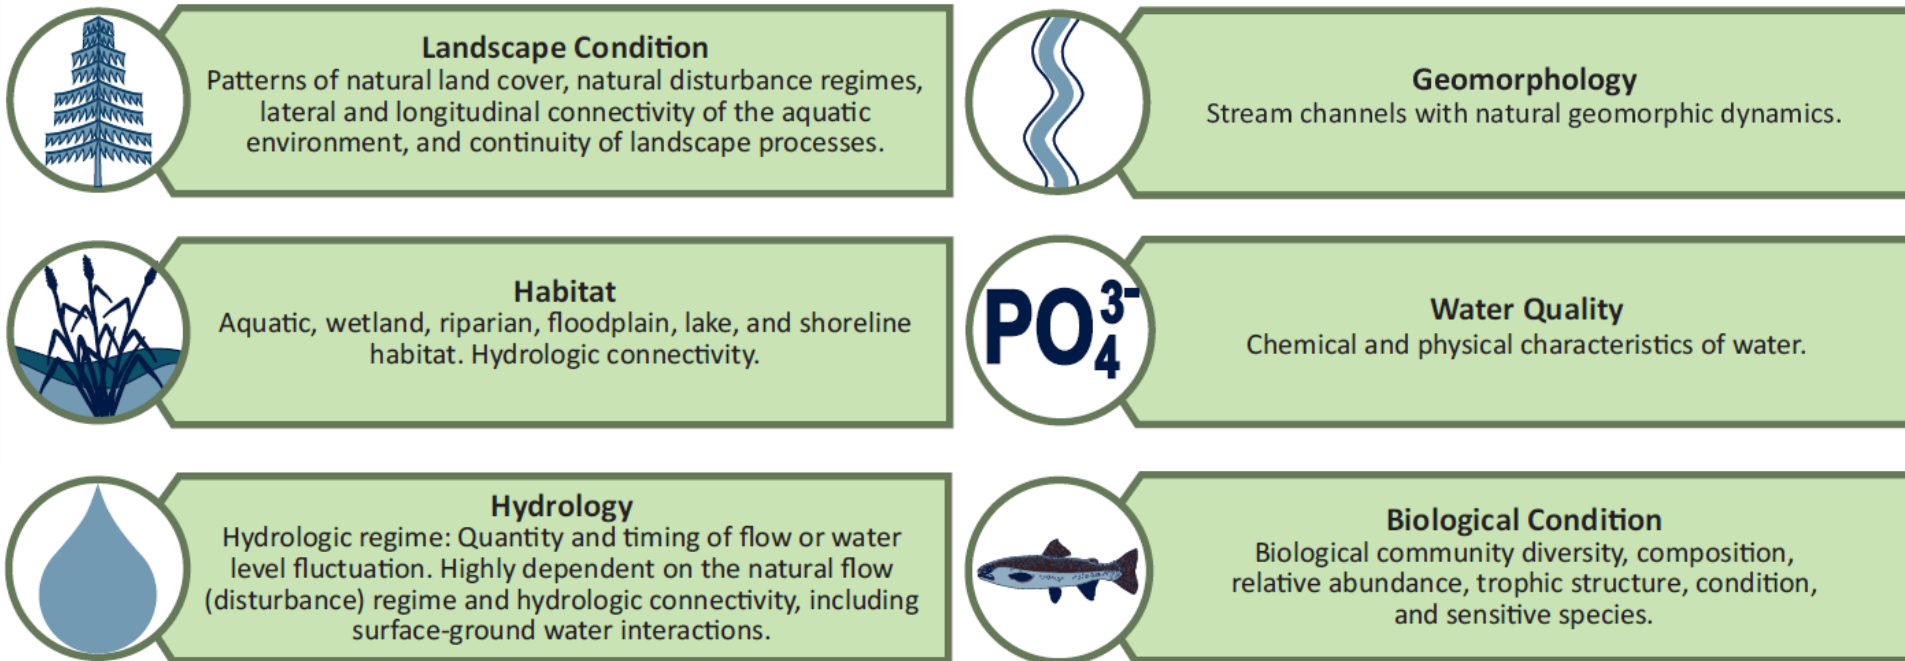 Landscape Condition
Patterns of natural land cover, natural disturbance regimes,
lateral and longitudinal connectivity of the aquatic
environment, and continuity of landscape processes.
Geomorphology
Stream channels with natural geomorphic dynamics.
Habitat
Aquatic, wetland, riparian, floodplain, lake, and shoreline
habitat. Hydrologic connectivity.
PO₄³⁻
Water Quality
Chemical and physical characteristics of water.
Hydrology
Hydrologic regime: Quantity and timing of flow or water
level fluctuation. Highly dependent on the natural flow
(disturbance) regime and hydrologic connectivity, including
surface-ground water interactions.
Biological Condition
Biological community diversity, composition,
relative abundance, trophic structure, condition,
and sensitive species.